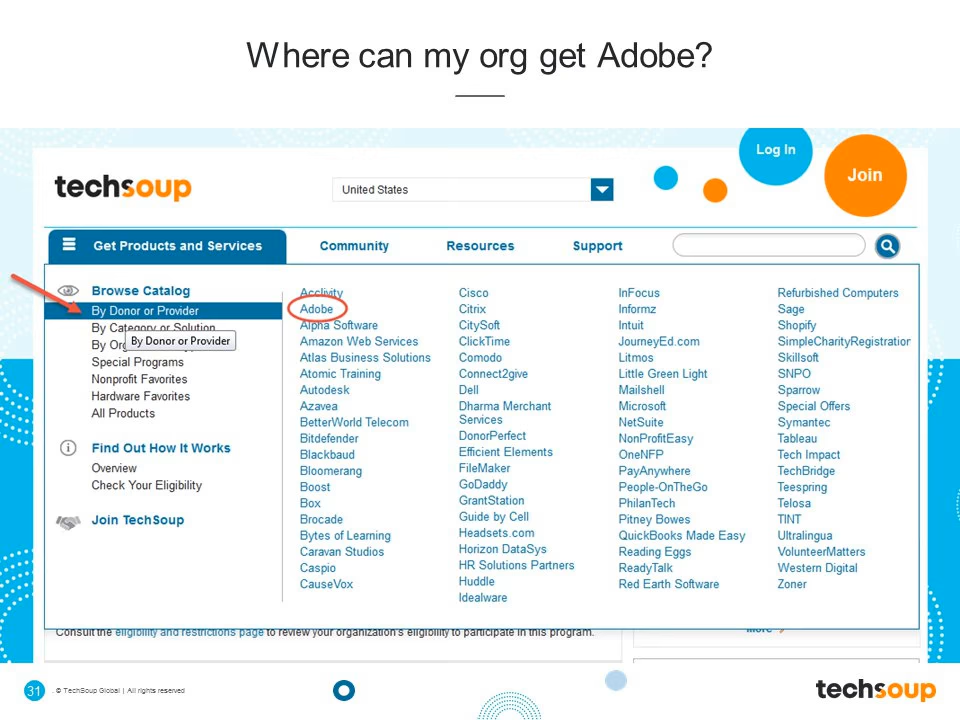 Where can my org get Adobe?
Log In
Join
techsoup
United States
Get Products and Services
Community
Resources
Support
Browse Catalog
By Donor or Provider
By Category or Solution
By Org
By Donor or Provider
Special Programs
Nonprofit Favorites
Hardware Favorites
All Products
Find Out How It Works
Overview
Check Your Eligibility
Join TechSoup
Acclivity
Adobe
Alpha Software
Amazon Web Services
Atlas Business Solutions
Atomic Training
Autodesk
Azavea
BetterWorld Telecom
Bitdefender
Blackbaud
Bloomerang
Boost
Box
Brocade
Bytes of Learning
Caravan Studios
Caspio
CauseVox
Cisco
Citrix
CitySoft
ClickTime
Comodo
Connect2give
Dell
Dharma Merchant
Services
DonorPerfect
Efficient Elements
FileMaker
GoDaddy
GrantStation
Guide by Cell
Headsets.com
Horizon DataSys
HR Solutions Partners
Huddle
Idealware
InFocus
Informz
Intuit
JourneyEd.com
Litmos
Little Green Light
Mailshell
Microsoft
NetSuite
NonProfitEasy
OneNFP
PayAnywhere
People-OnTheGo
PhilanTech
Pitney Bowes
QuickBooks Made Easy
Reading Eggs
ReadyTalk
Red Earth Software
Refurbished Computers
Sage
Shopify
SimpleCharityRegistration
Skillsoft
SNPO
Sparrow
Special Offers
Symantec
Tableau
Tech Impact
TechBridge
Teespring
Telosa
TINT
Ultralingua
VolunteerMatters
Western Digital
Zoner
Consult the eligibility and restrictions page to review your organization's eligibility to participate in this program.
More
31
© TechSoup Global | All rights reserved
techsoup